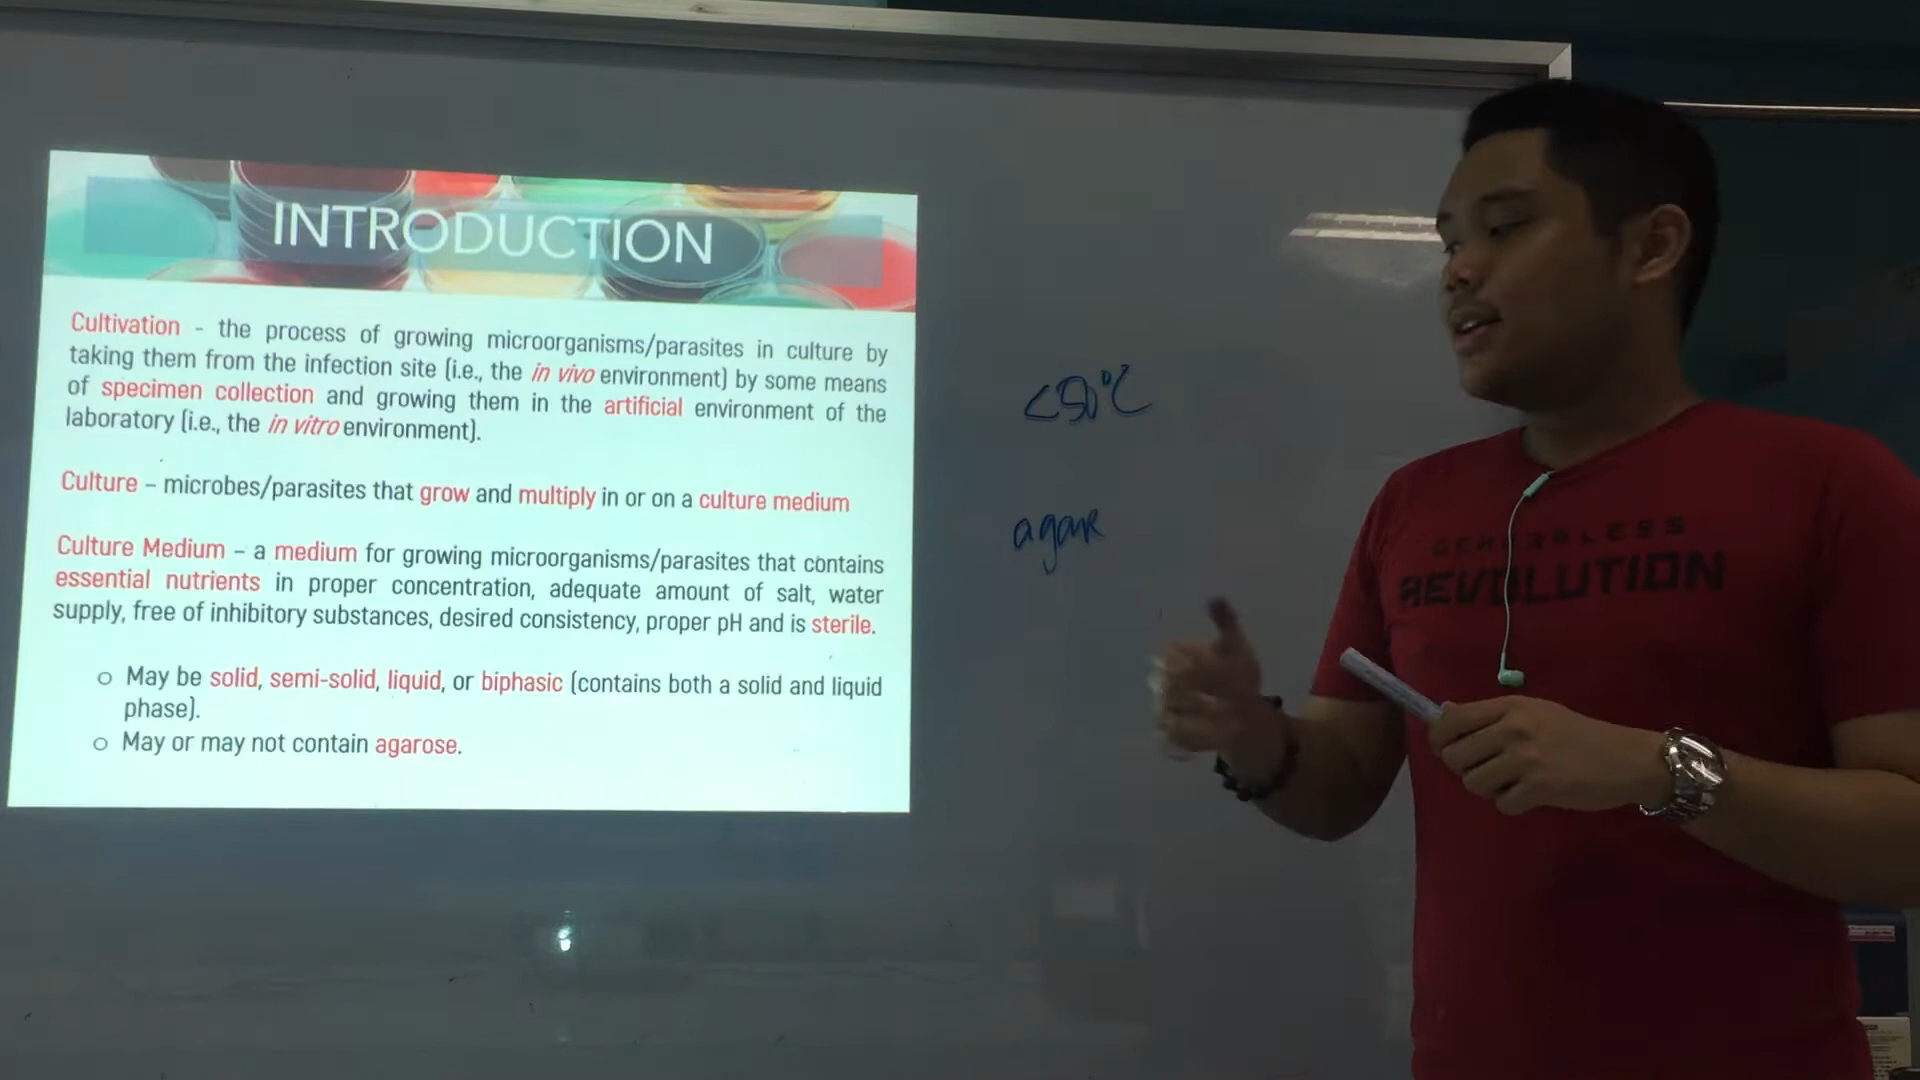 INTRODUCTION
Cultivation - the process of growing microorganisms/parasites in culture by
taking them from the infection site (i.e., the in vivo environment) by some means
of specimen collection and growing them in the artificial environment of the
laboratory (i.e., the in vitro environment).
Culture – microbes/parasites that grow and multiply in or on a culture medium
Culture Medium – a medium for growing microorganisms/parasites that contains
essential nutrients in proper concentration, adequate amount of salt, water
supply, free of inhibitory substances, desired consistency, proper pH and is sterile.
o May be solid, semi-solid, liquid, or biphasic (contains both a solid and liquid
phase).
o May or may not contain agarose.
<50°C
agar
REVOLUTION